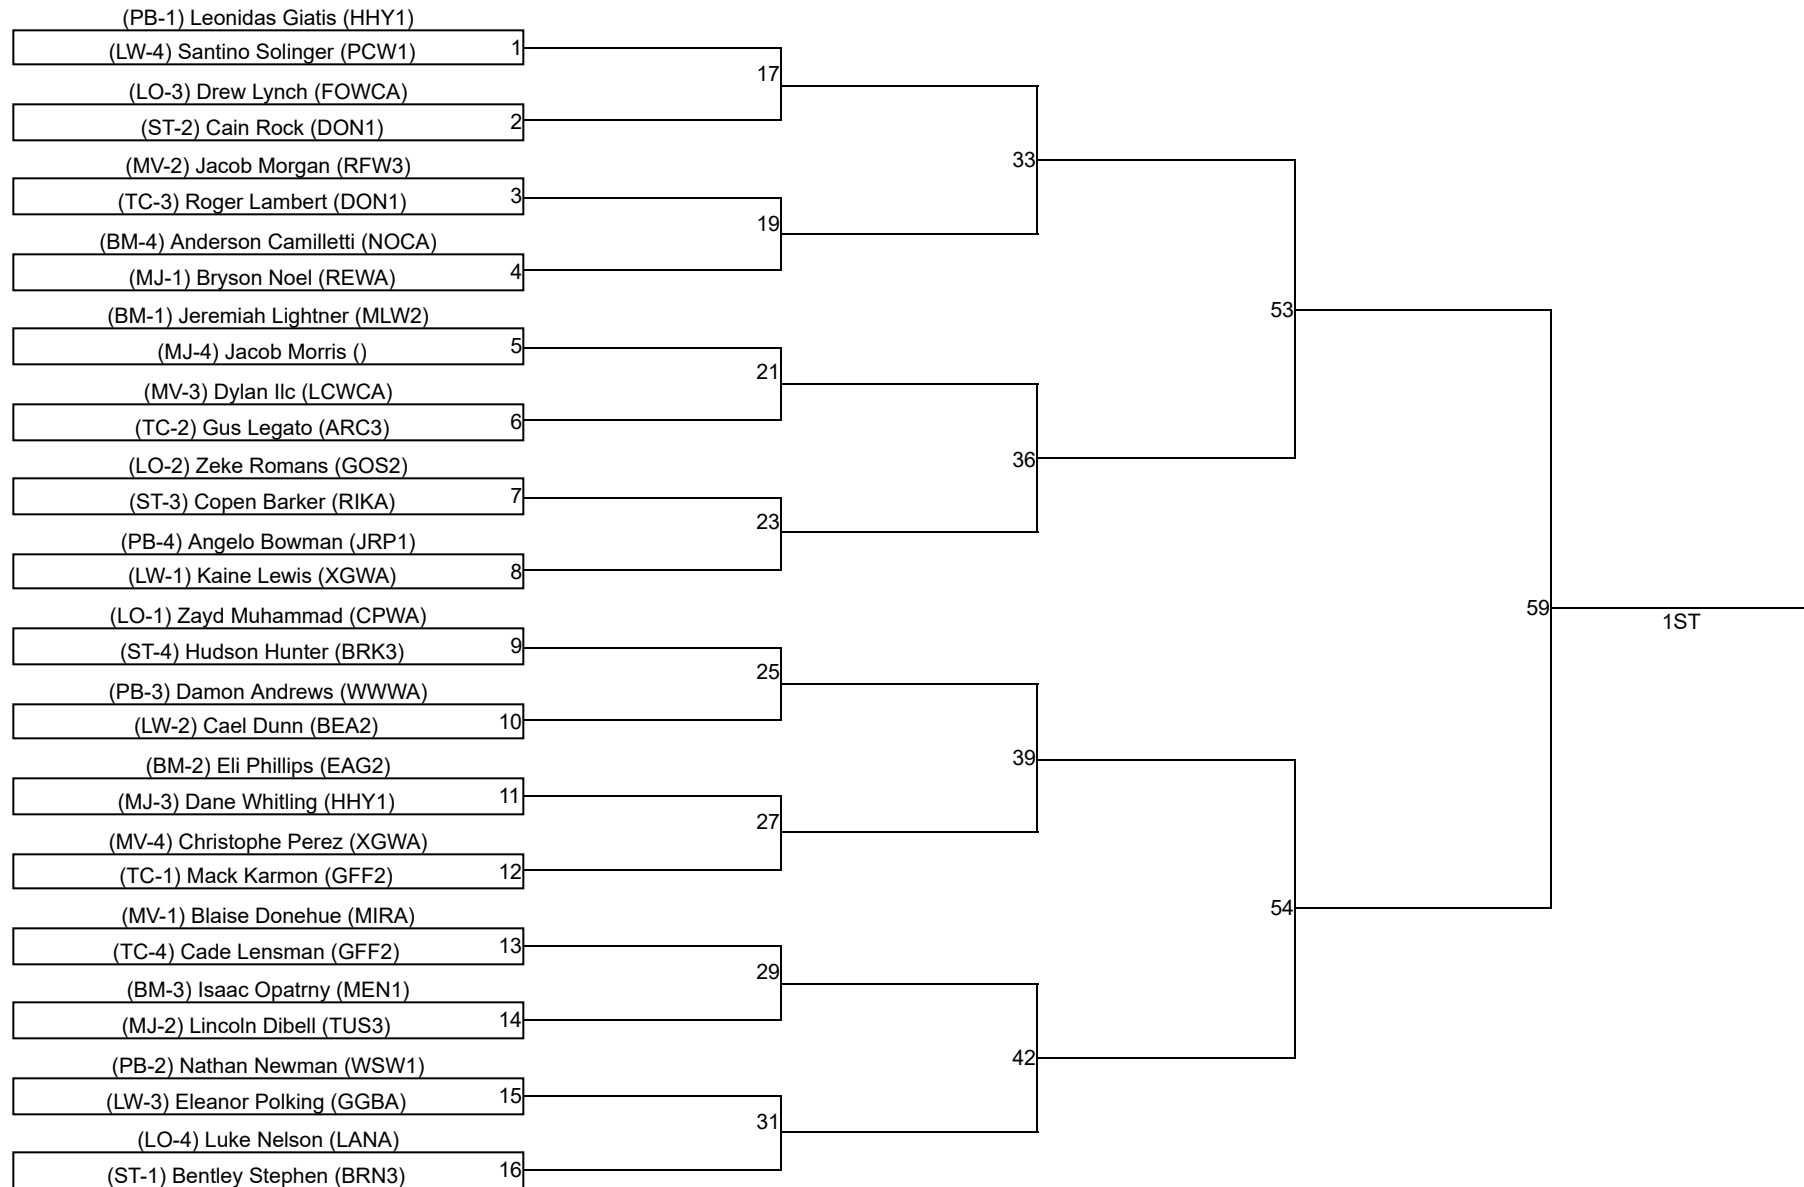 (PB-1) Leonidas Giatis (HHY1)
(LW-4) Santino Solinger (PCW1)
1
17
(LO-3) Drew Lynch (FOWCA)
(ST-2) Cain Rock (DON1)
2
33
(MV-2) Jacob Morgan (RFW3)
(TC-3) Roger Lambert (DON1)
3
19
(BM-4) Anderson Camilletti (NOCA)
(MJ-1) Bryson Noel (REWA)
4
53
(BM-1) Jeremiah Lightner (MLW2)
(MJ-4) Jacob Morris ()
5
21
(MV-3) Dylan Ilc (LCWCA)
(TC-2) Gus Legato (ARC3)
6
36
(LO-2) Zeke Romans (GOS2)
(ST-3) Copen Barker (RIKA)
7
23
(PB-4) Angelo Bowman (JRP1)
(LW-1) Kaine Lewis (XGWA)
8
59
1ST
(LO-1) Zayd Muhammad (CPWA)
(ST-4) Hudson Hunter (BRK3)
9
25
(PB-3) Damon Andrews (WWWA)
(LW-2) Cael Dunn (BEA2)
10
39
(BM-2) Eli Phillips (EAG2)
(MJ-3) Dane Whitling (HHY1)
11
27
(MV-4) Christophe Perez (XGWA)
(TC-1) Mack Karmon (GFF2)
12
54
(MV-1) Blaise Donehue (MIRA)
(TC-4) Cade Lensman (GFF2)
13
29
(BM-3) Isaac Opatrny (MEN1)
(MJ-2) Lincoln Dibell (TUS3)
14
42
(PB-2) Nathan Newman (WSW1)
(LW-3) Eleanor Polking (GGBA)
15
31
(LO-4) Luke Nelson (LANA)
(ST-1) Bentley Stephen (BRN3)
16